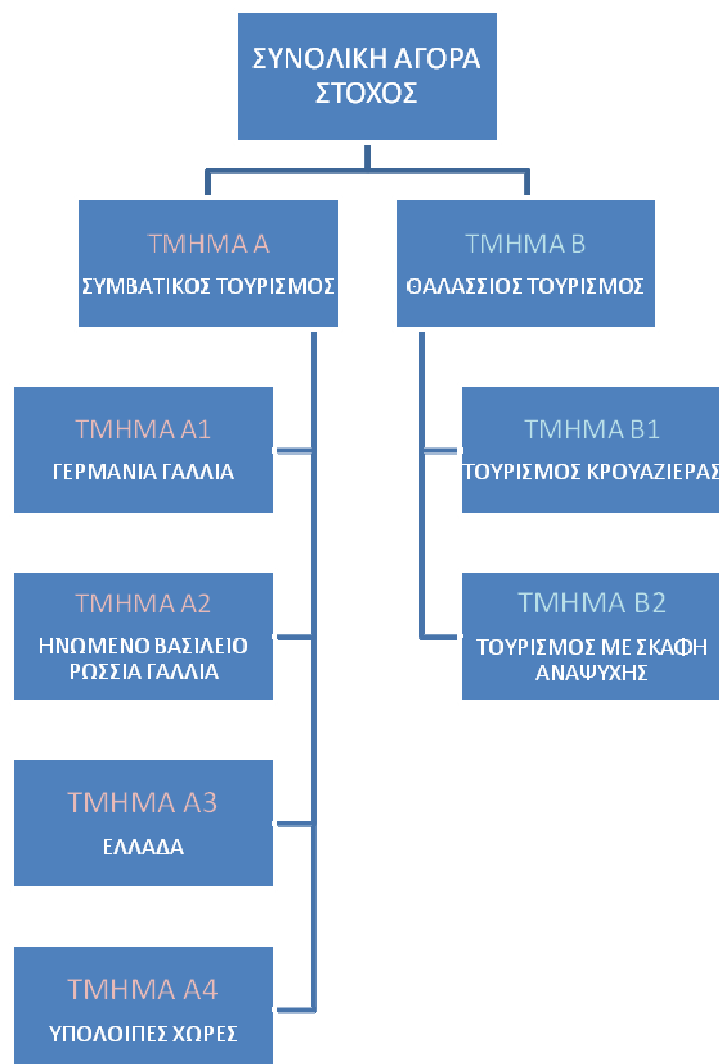 ΣΥΝΟΛΙΚΗ ΑΓΟΡΑ
ΣΤΟΧΟΣ
ΤΜΗΜΑ Α
ΣΥΜΒΑΤΙΚΟΣ ΤΟΥΡΙΣΜΟΣ
ΤΜΗΜΑ Β
ΘΑΛΑΣΣΙΟΣ ΤΟΥΡΙΣΜΟΣ
ΤΜΗΜΑ Α1
ΓΕΡΜΑΝΙΑ ΓΑΛΛΙΑ
ΤΜΗΜΑ Α2
ΗΝΩΜΕΝΟ ΒΑΣΙΛΕΙΟ
ΡΩΣΣΙΑ ΓΑΛΛΙΑ
ΤΜΗΜΑ Α3
ΕΛΛΑΔΑ
ΤΜΗΜΑ Α4
ΥΠΟΛΟΙΠΕΣ ΧΩΡΕΣ
ΤΜΗΜΑ Β1
ΤΟΥΡΙΣΜΟΣ ΚΡΟΥΑΖΙΕΡΑΣ
ΤΜΗΜΑ Β2
ΤΟΥΡΙΣΜΟΣ ΜΕ ΣΚΑΦΗ
ΑΝΑΨΥΧΗΣ